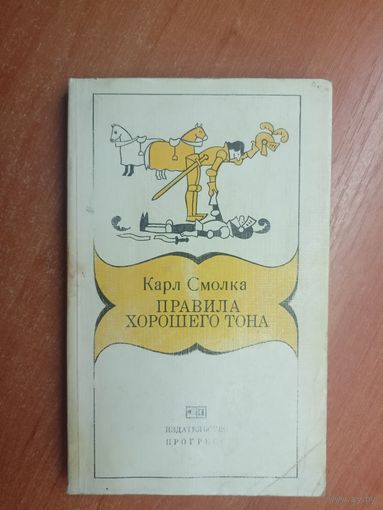 Карл Смолка
ПРАВИЛА
ХОРОШЕГО ТОНА
ИЗДАТЕЛЬСТВО
ПРОГРЕСС